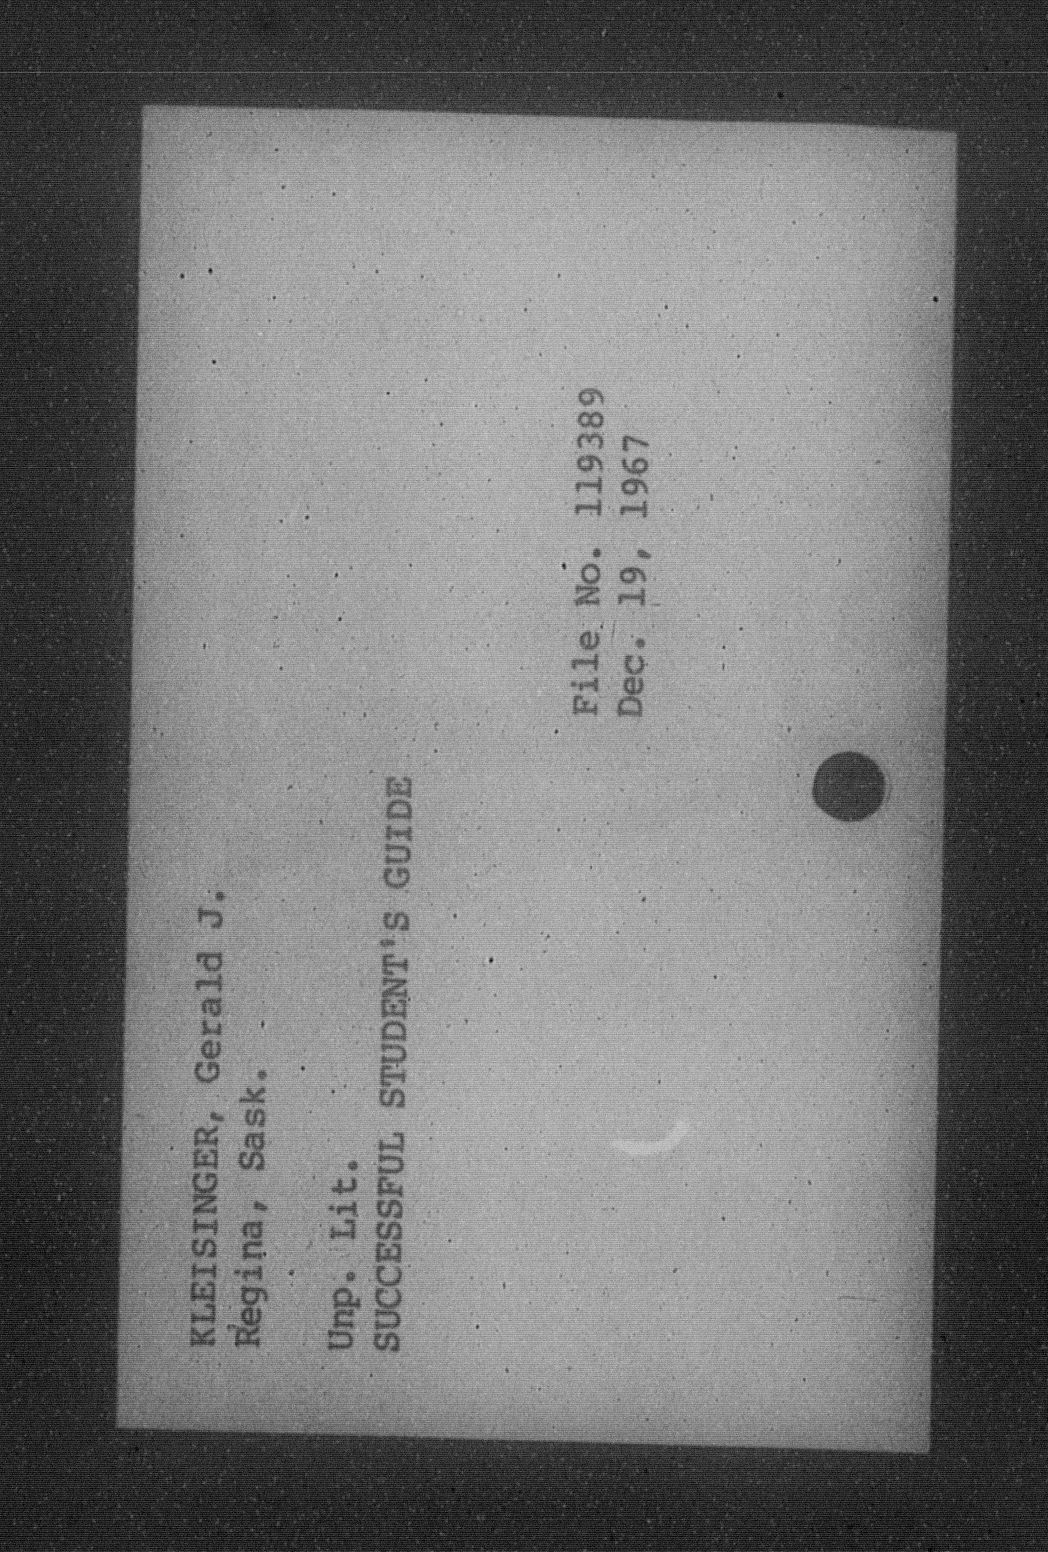 KLEISINGER, Gerald J.
Regina, Sask.
Unp. Lit.
SUCCESSFUL STUDENT'S GUIDE
File No. 119389
Dec. 19, 1967